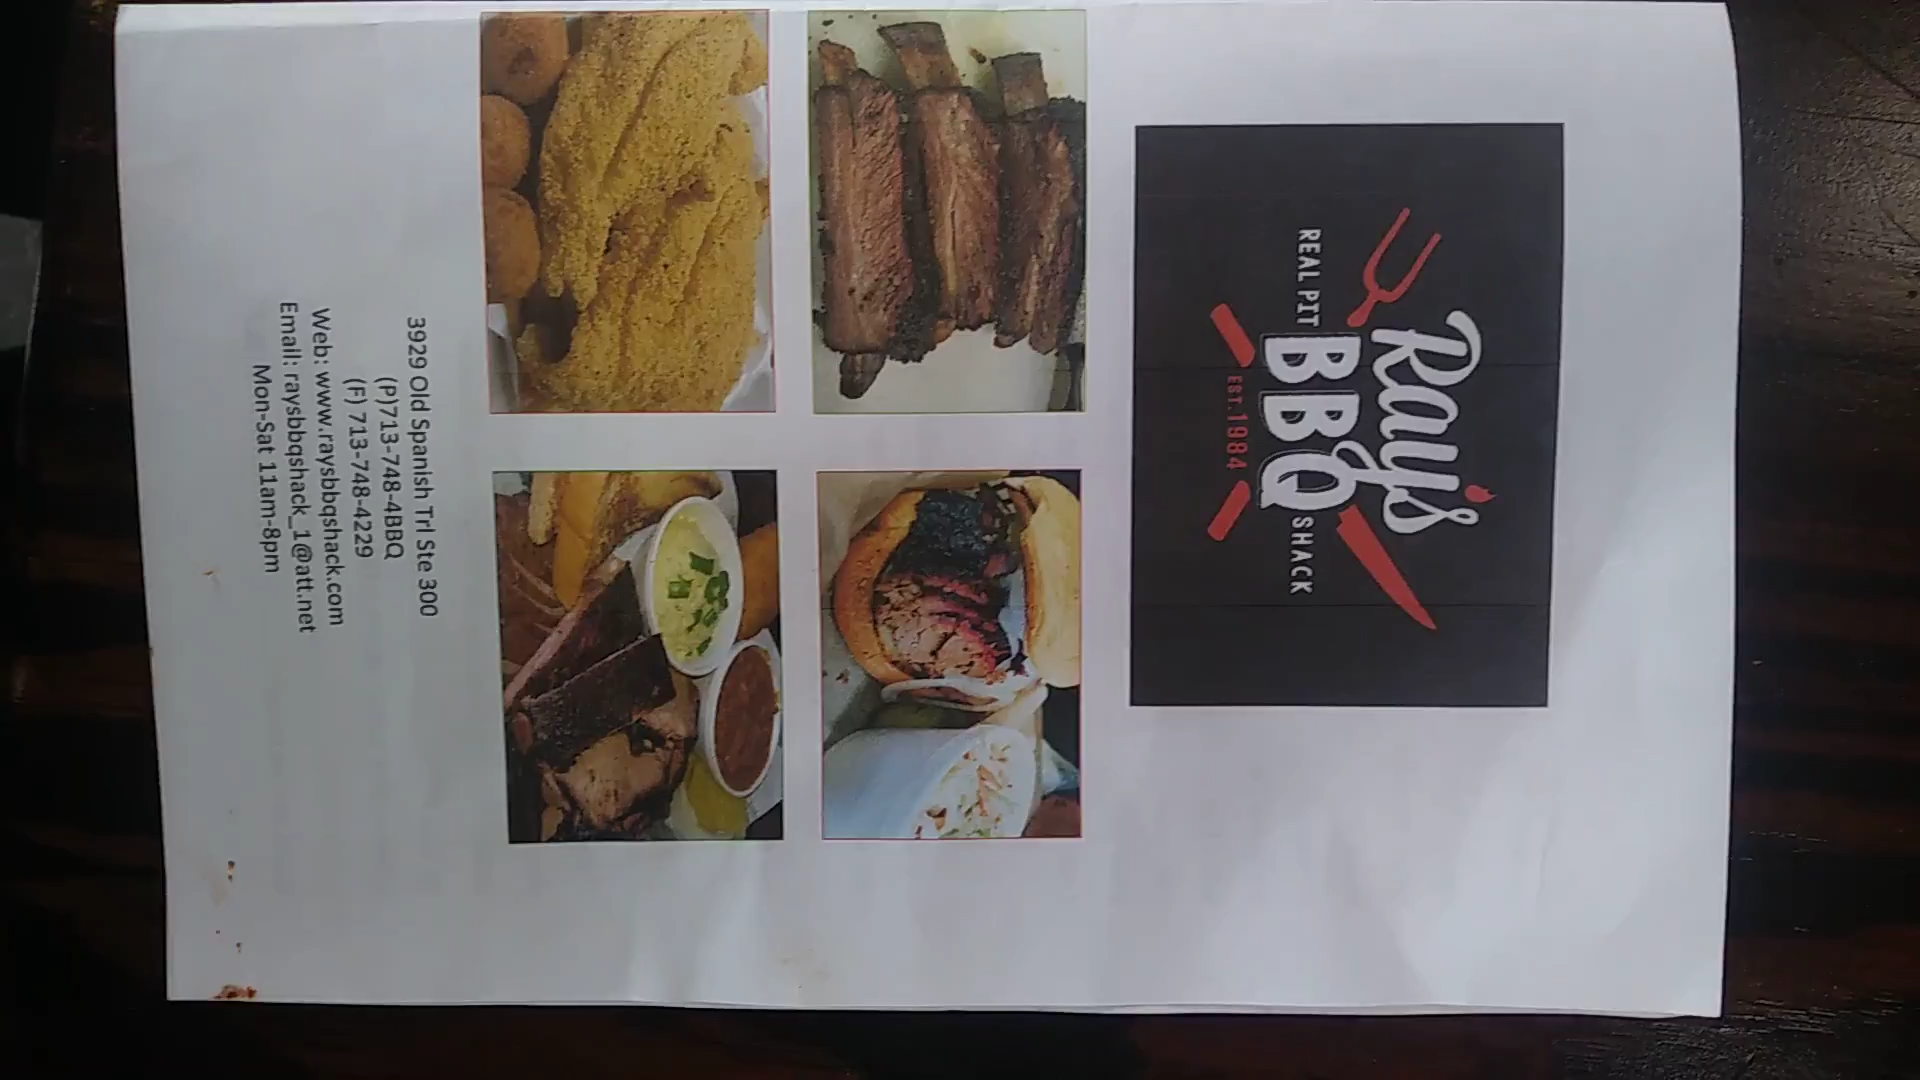 Ray's
REAL PIT BBQ SHACK
EST. 1984
3929 Old Spanish Trl Ste 300
(P)713-748-4BBQ
(F) 713-748-4229
Web: www.raysbbqshack.com
Email: raysbbqshack_1@att.net
Mon-Sat 11am-8pm